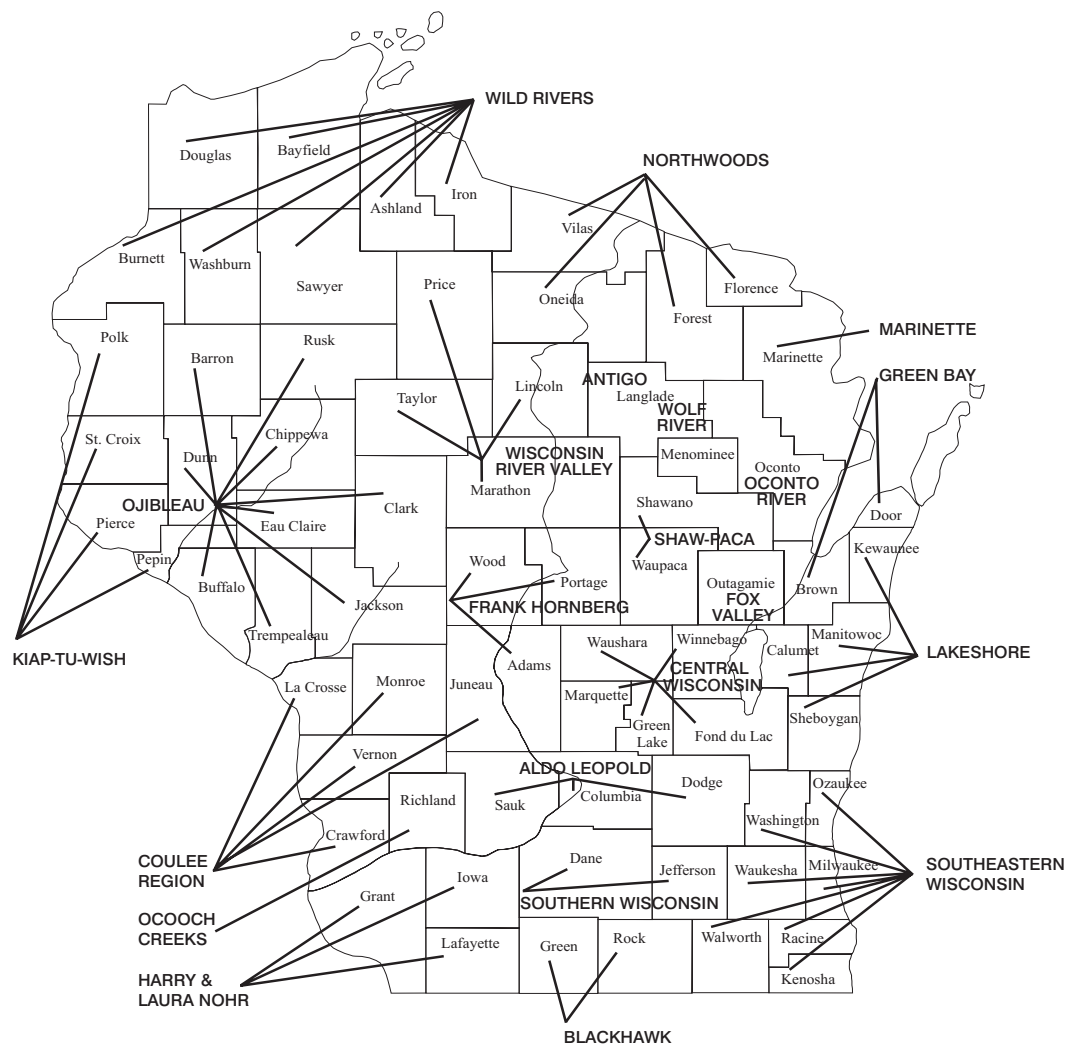 WILD RIVERS
Douglas
Bayfield
NORTHWOODS
Ashland
Iron
Vilas
Burnett
Washburn
Sawyer
Price
Oneida
Florence
Forest
MARINETTE
Polk
Barron
Rusk
Marinette
GREEN BAY
ANTIGO
Lincoln
Taylor
Langlade
WOLF
RIVER
St. Croix
Chippewa
Dunn
WISCONSIN
RIVER VALLEY
Menominee
Oconto
OCONTO
RIVER
Marathon
OJIBLEAU
Clark
Shawano
Door
Pierce
Eau Claire
SHAW-PACA
Kewaunee
Pepin
Wood
Waupaca
Buffalo
Portage
Outagamie
Brown
FOX
VALLEY
Jackson
FRANK HORNBERG
Trempealeau
Waushara
Winnebago
Manitowoc
Calumet
LAKESHORE
KIAP-TU-WISH
Adams
CENTRAL
WISCONSIN
La Crosse
Monroe
Juneau
Marquette
Green
Lake
Sheboygan
Fond du Lac
Vernon
ALDO LEOPOLD
Dodge
Ozaukee
Richland
Sauk
Columbia
Washington
Crawford
COULEE
REGION
Dane
Jefferson
Waukesha
Milwaukee
SOUTHEASTERN
WISCONSIN
Iowa
Grant
SOUTHERN WISCONSIN
OCOOCH
CREEKS
Lafayette
Green
Rock
Walworth
Racine
HARRY &
LAURA NOHR
Kenosha
BLACKHAWK